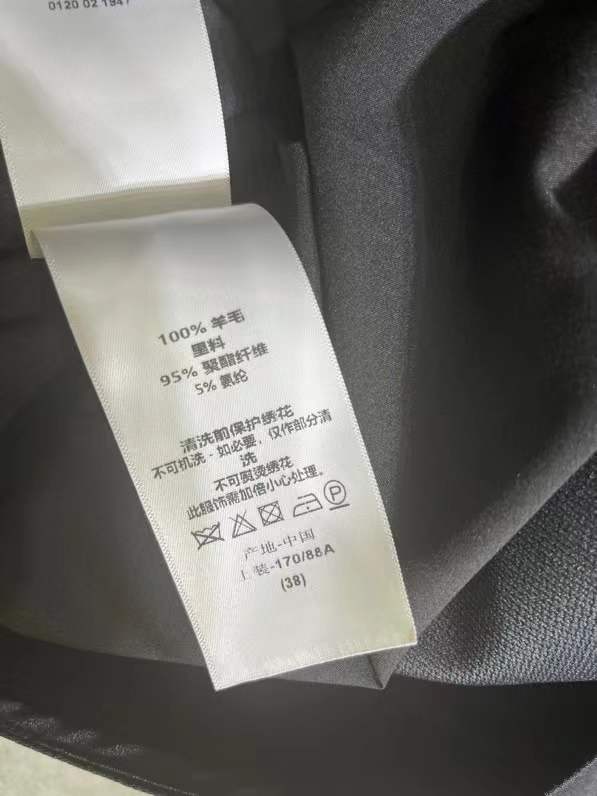 0120 02 1947
100% 羊毛
里料
95% 聚酯纤维
5% 氨纶
清洗前保护绣花
不可机洗 - 如必要，仅作部分清
洗
不可熨烫绣花
此服饰需加倍小心处理。
P
产地-中国
上装-170/88A
(38)